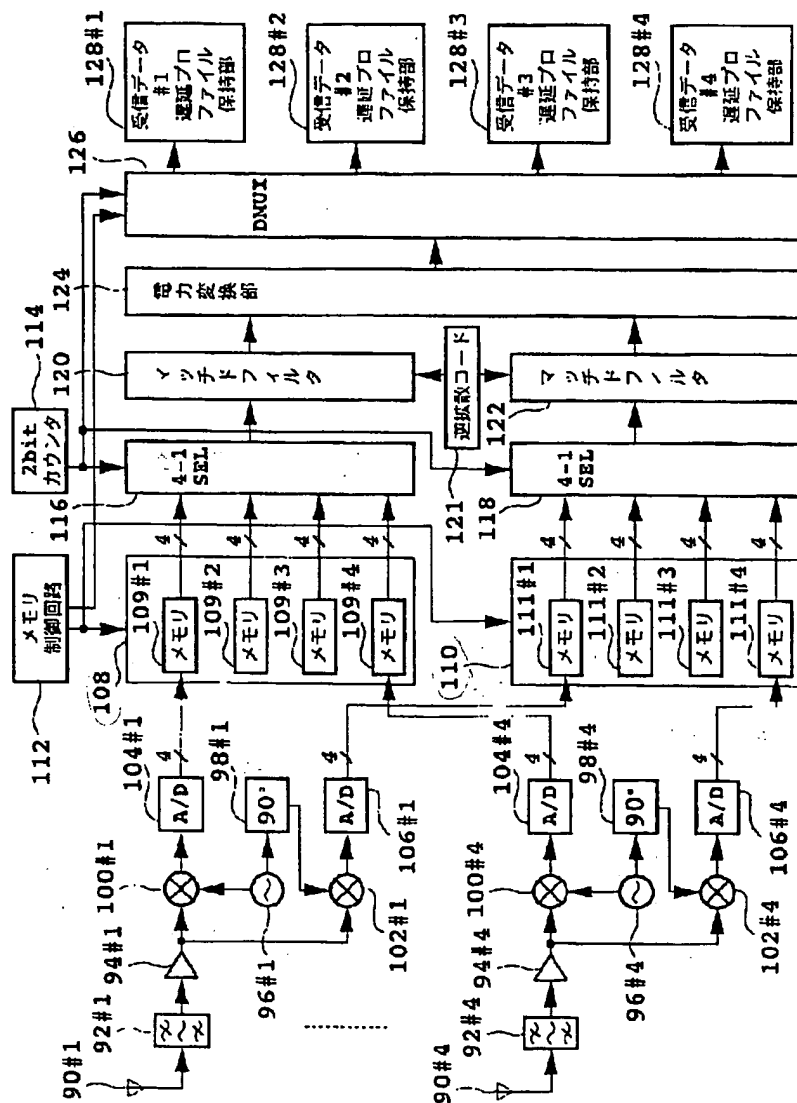 90#1
92#1
94#1
100#1
96#1
98#1
90°
102#1
104#1
A/D
4
106#1
A/D
4
90#4
92#4
94#4
100#4
96#4
98#4
90°
102#4
104#4
A/D
4
106#4
A/D
4
112
メモリ
制御回路
108
109#1
メモリ
4
109#2
メモリ
4
109#3
メモリ
4
109#4
メモリ
4
110
111#1
メモリ
4
111#2
メモリ
4
111#3
メモリ
4
111#4
メモリ
4
114
2bit
カウンタ
116
4-1
SEL
118
4-1
SEL
120
マッチドフィルタ
121
逆拡散コード
122
マッチドフィルタ
124
電力変換部
126
DMUX
128#1
受信データ
#1
遅延プロ
ファイル
保持部
128#2
受信データ
#2
遅延プロ
ファイル
保持部
128#3
受信データ
#3
遅延プロ
ファイル
保持部
128#4
受信データ
#4
遅延プロ
ファイル
保持部